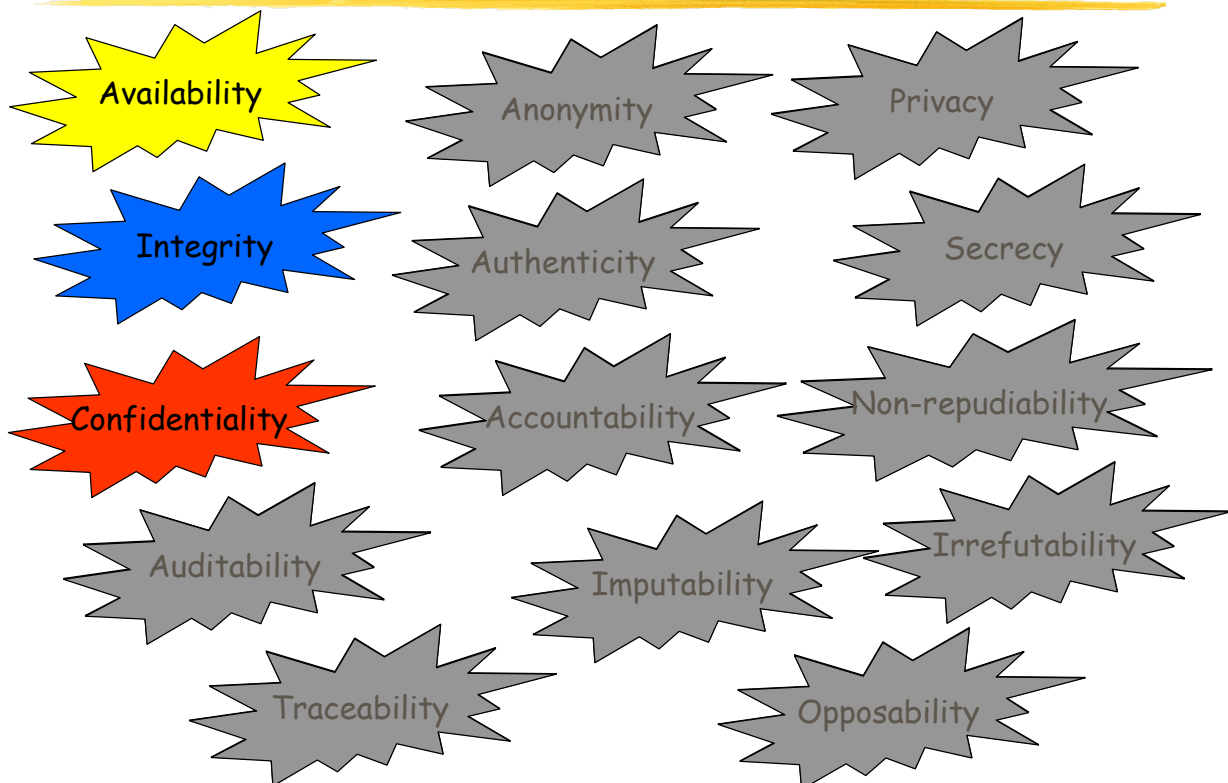 Availability
Anonymity
Privacy
Integrity
Authenticity
Secrecy
Confidentiality
Accountability
Non-repudiability
Auditability
Imputability
Irrefutability
Traceability
Opposability